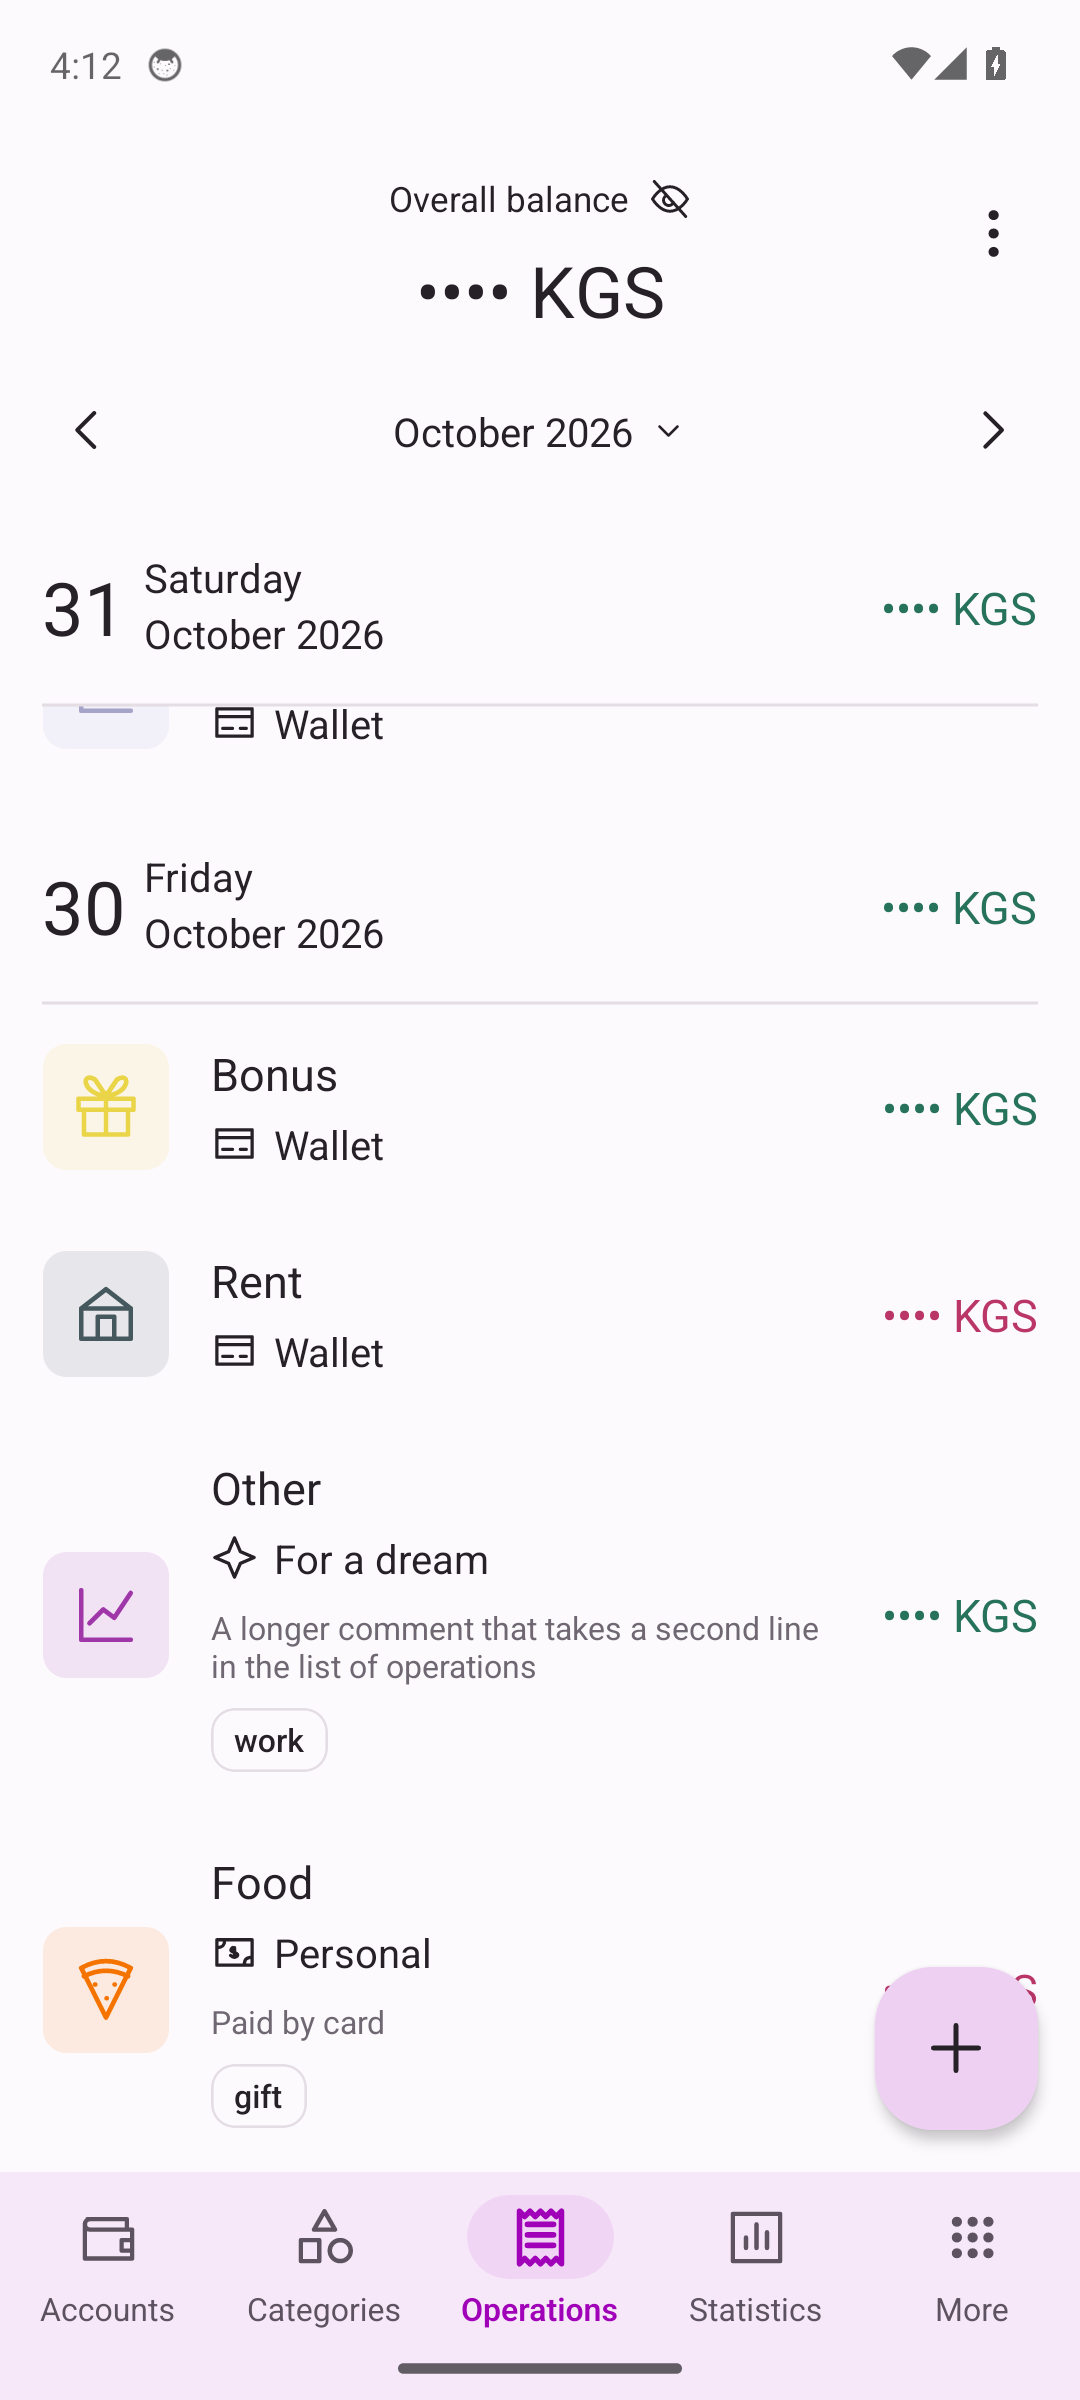 4:12
Overall balance
•••• KGS
October 2026
31
Saturday
October 2026
•••• KGS
Wallet
30
Friday
October 2026
•••• KGS
Bonus
Wallet
•••• KGS
Rent
Wallet
•••• KGS
Other
For a dream
A longer comment that takes a second line
in the list of operations
•••• KGS
work
Food
Personal
Paid by card
gift
Accounts
Categories
Operations
Statistics
More